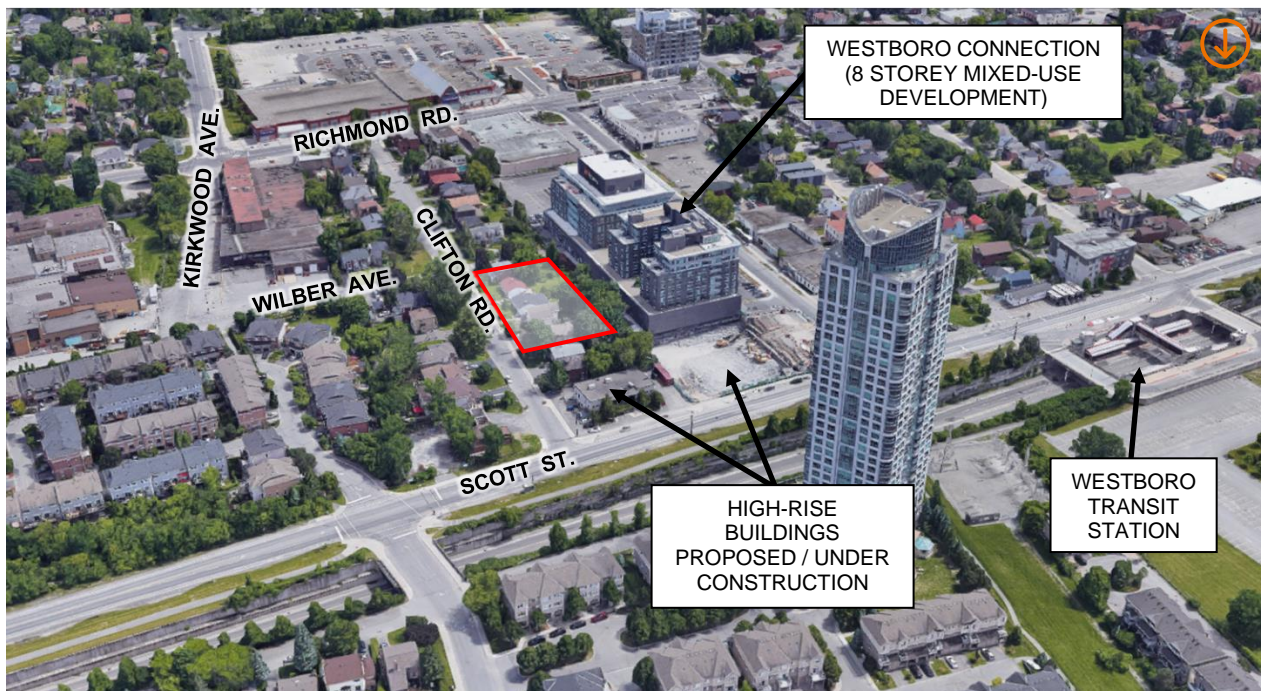 WESTBORO CONNECTION
(8 STOREY MIXED-USE
DEVELOPMENT)
RICHMOND RD.
KIRKWOOD AVE.
CLIFTON RD.
WILBER AVE.
SCOTT ST.
HIGH-RISE
BUILDINGS
PROPOSED / UNDER
CONSTRUCTION
WESTBORO
TRANSIT
STATION